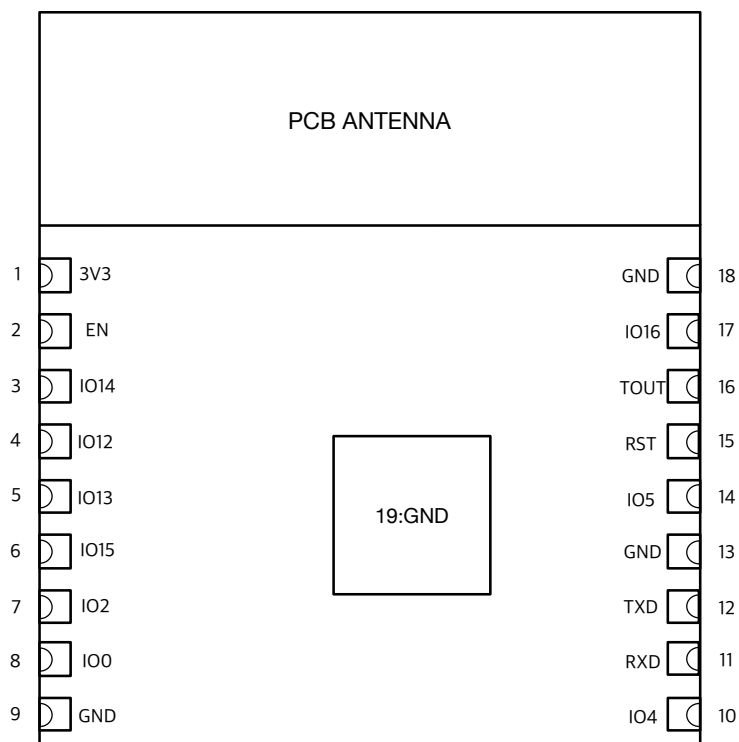 PCB ANTENNA
1 3V3 GND 18
2 EN IO16 17
3 IO14 TOUT 16
4 IO12 RST 15
5 IO13 IO5 14
19:GND
6 IO15 GND 13
7 IO2 TXD 12
8 IO0 RXD 11
9 GND IO4 10